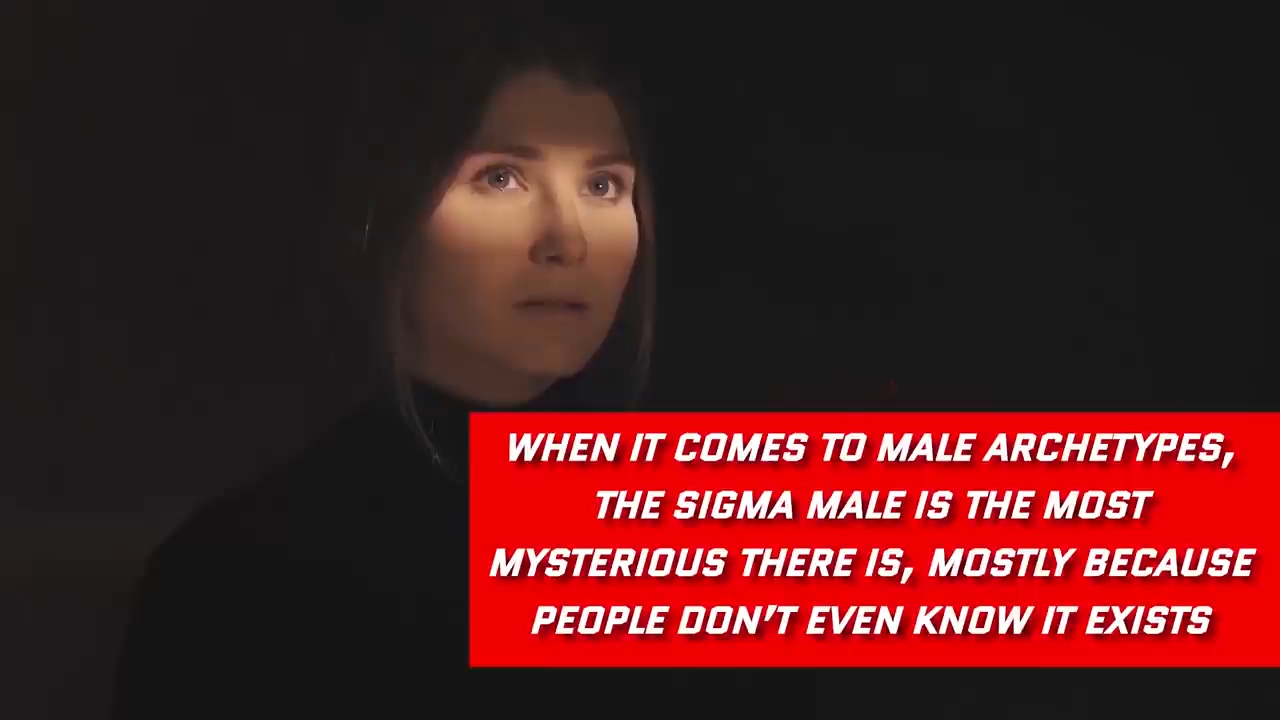 WHEN IT COMES TO MALE ARCHETYPES,
THE SIGMA MALE IS THE MOST
MYSTERIOUS THERE IS, MOSTLY BECAUSE
PEOPLE DON'T EVEN KNOW IT EXISTS